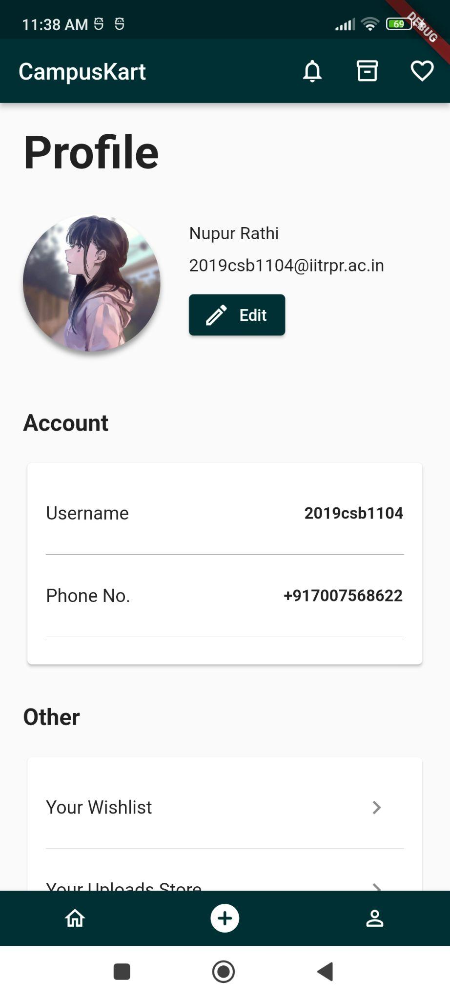 11:38 AM
69
DEBUG
CampusKart
Profile
Nupur Rathi
2019csb1104@iitrpr.ac.in
Edit
Account
Username 2019csb1104
Phone No. +917007568622
Other
Your Wishlist
Your Uploads Store